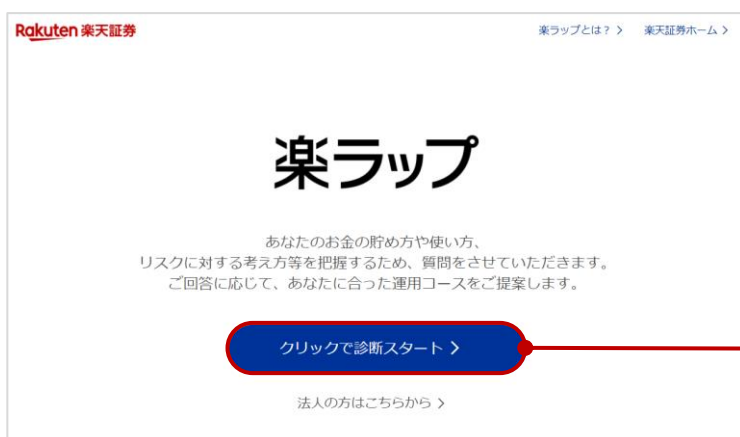 Rakuten 楽天証券
楽ラップとは？ > 楽天証券ホーム >
楽ラップ
あなたのお金の貯め方や使い方、
リスクに対する考え方等を把握するため、質問をさせていただきます。
ご回答に応じて、あなたに合った運用コースをご提案します。
クリックで診断スタート >
法人の方はこちらから >